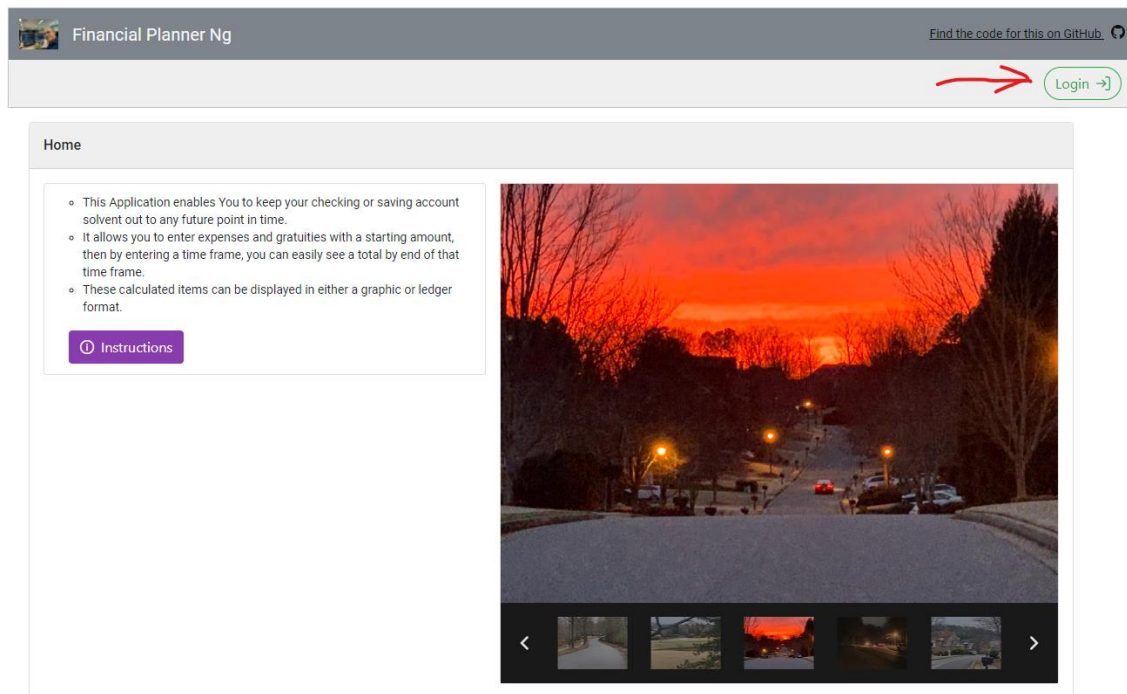 Financial Planner Ng
Find the code for this on GitHub
Login
Home
This Application enables You to keep your checking or saving account
solvent out to any future point in time.
It allows you to enter expenses and gratuities with a starting amount,
then by entering a time frame, you can easily see a total by end of that
time frame.
These calculated items can be displayed in either a graphic or ledger
format.
Instructions